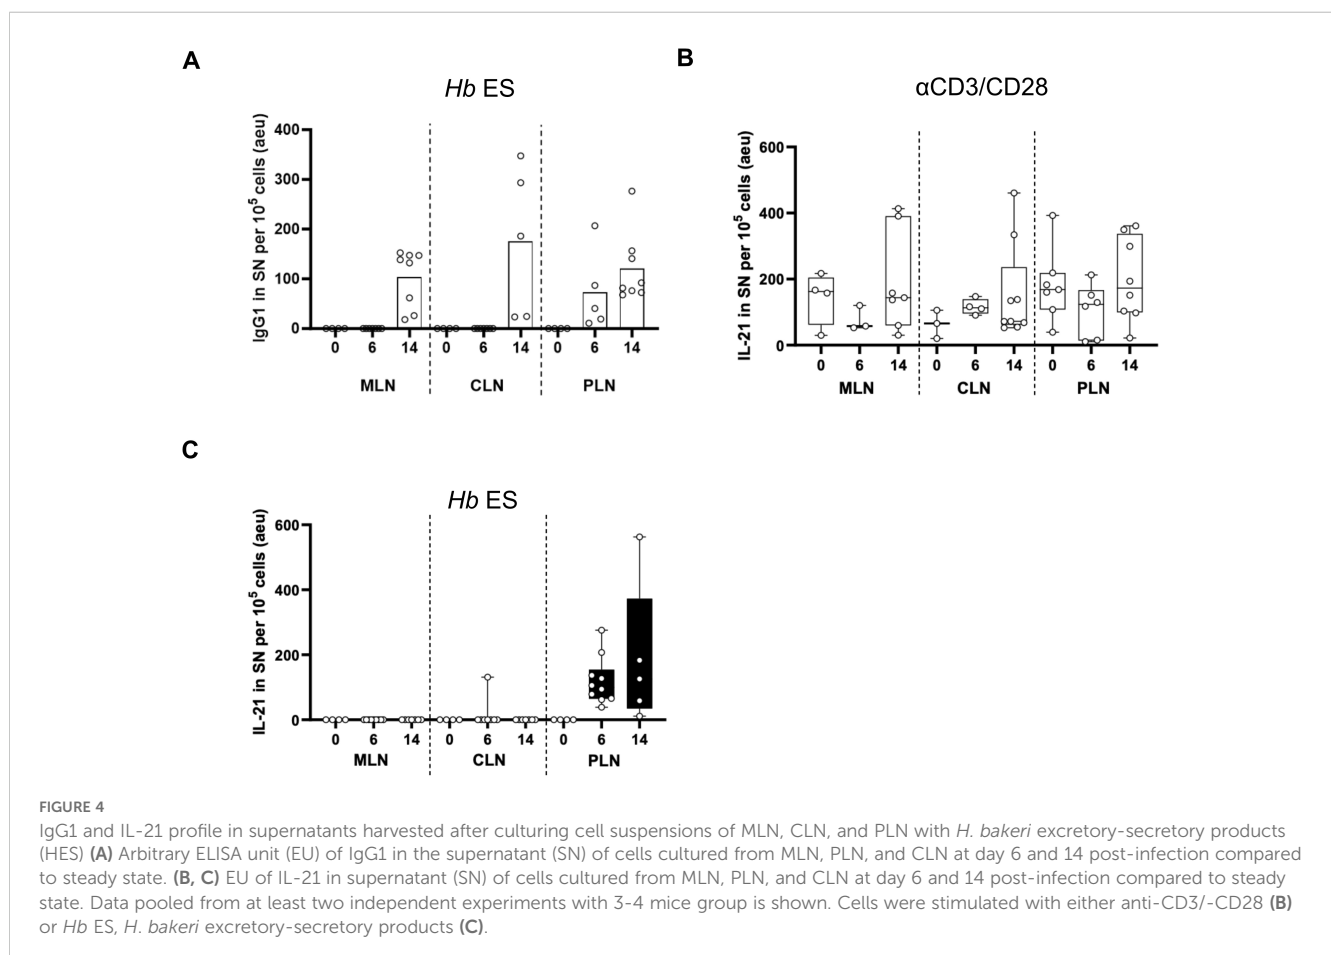 A
Hb ES
IgG1 in SN per 10⁵ cells (aeu)
400
300
200
100
0
0 6 14 0 6 14 0 6 14
MLN CLN PLN
B
αCD3/CD28
IL-21 in SN per 10⁵ cells (aeu)
600
400
200
0
0 6 14 0 6 14 0 6 14
MLN CLN PLN
C
Hb ES
IL-21 in SN per 10⁵ cells (aeu)
600
400
200
0
0 6 14 0 6 14 0 6 14
MLN CLN PLN
FIGURE 4
IgG1 and IL-21 profile in supernatants harvested after culturing cell suspensions of MLN, CLN, and PLN with H. bakeri excretory-secretory products
(HES) (A) Arbitrary ELISA unit (EU) of IgG1 in the supernatant (SN) of cells cultured from MLN, PLN, and CLN at day 6 and 14 post-infection compared
to steady state. (B, C) EU of IL-21 in supernatant (SN) of cells cultured from MLN, PLN, and CLN at day 6 and 14 post-infection compared to steady
state. Data pooled from at least two independent experiments with 3-4 mice group is shown. Cells were stimulated with either anti-CD3/-CD28 (B)
or Hb ES, H. bakeri excretory-secretory products (C).